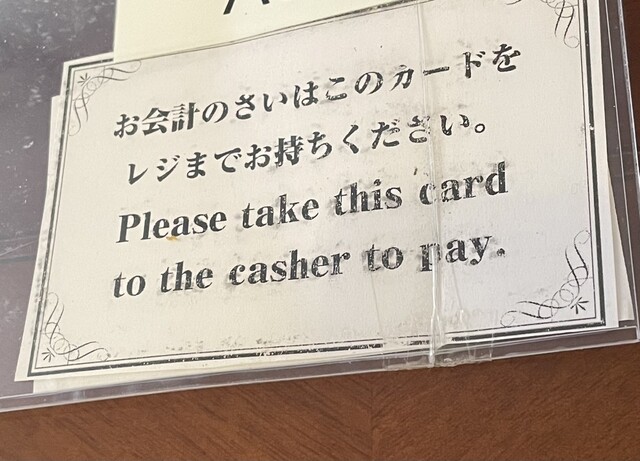 お会計のさいはこのカードを
レジまでお持ちください。
Please take this card
to the casher to pay.